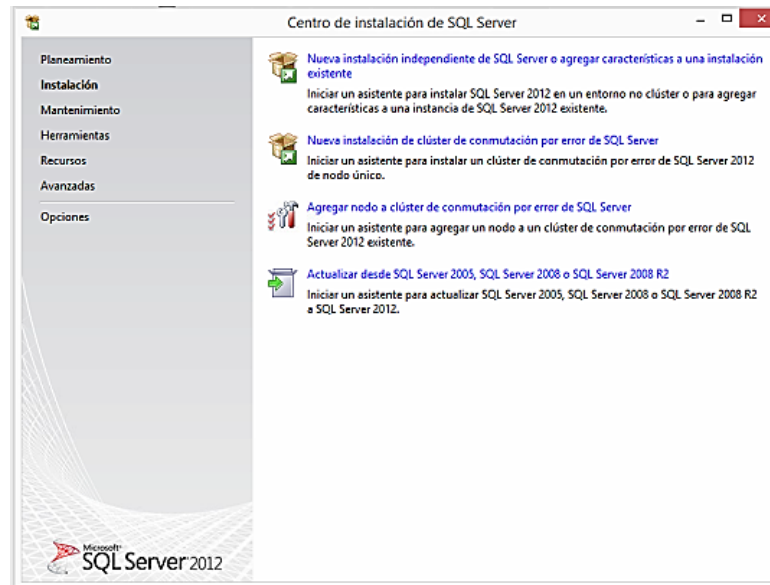 Centro de instalación de SQL Server
Planeamiento
Instalación
Mantenimiento
Herramientas
Recursos
Avanzadas
Opciones
Nueva instalación independiente de SQL Server o agregar características a una instalación
existente
Iniciar un asistente para instalar SQL Server 2012 en un entorno no clúster o para agregar
características a una instancia de SQL Server 2012 existente.
Nueva instalación de clúster de conmutación por error de SQL Server
Iniciar un asistente para instalar un clúster de conmutación por error de SQL Server 2012
de nodo único.
Agregar nodo a clúster de conmutación por error de SQL Server
Iniciar un asistente para agregar un nodo a un clúster de conmutación por error de SQL
Server 2012 existente.
Actualizar desde SQL Server 2005, SQL Server 2008 o SQL Server 2008 R2
Iniciar un asistente para actualizar SQL Server 2005, SQL Server 2008 o SQL Server 2008 R2
a SQL Server 2012.
Microsoft
SQL Server 2012